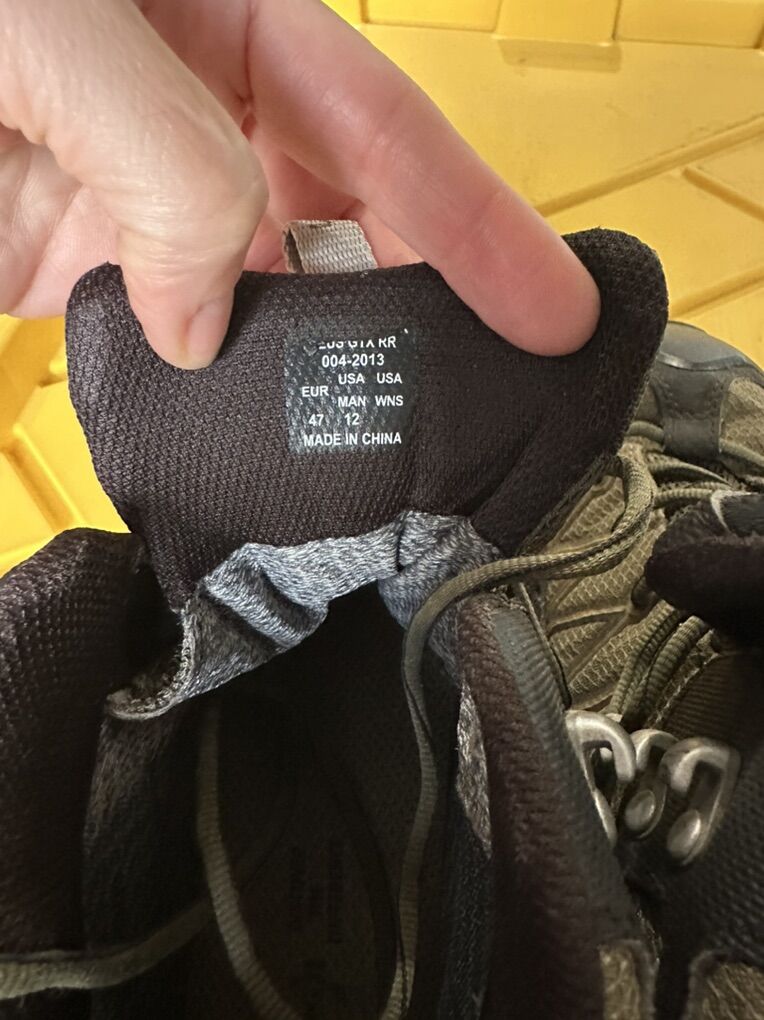 GTX RR
004-2013
USA USA
EUR
MAN WNS
47 12
MADE IN CHINA